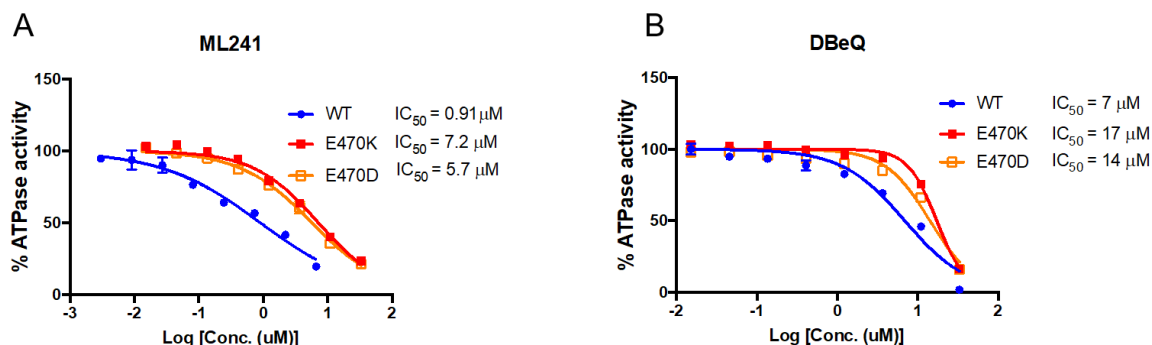 A
ML241
150
100
50
0
% ATPase activity
-3 -2 -1 0 1 2
Log [Conc. (uM)]
WT IC50 = 0.91 μM
E470K IC50 = 7.2 μM
E470D IC50 = 5.7 μM
B
DBeQ
150
100
50
0
% ATPase activity
-2 -1 0 1 2
Log [Conc. (uM)]
WT IC50 = 7 μM
E470K IC50 = 17 μM
E470D IC50 = 14 μM